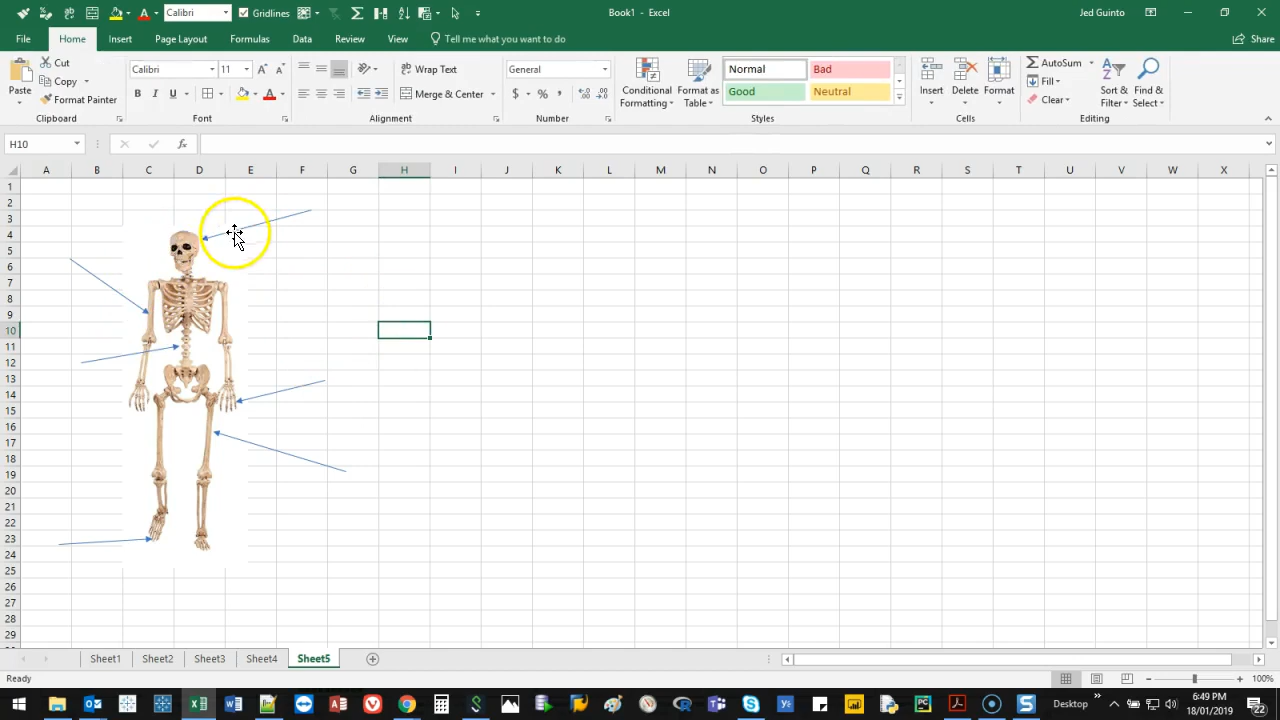 Calibri Gridlines Book1 - Excel Jed Guinto
File Home Insert Page Layout Formulas Data Review View Tell me what you want to do Share
Paste Cut Copy Format Painter Clipboard
Calibri 11 B I U Font
Wrap Text Merge & Center Alignment
General $ % , Number
Conditional Formatting Format as Table Normal Bad Good Neutral Styles
Insert Delete Format Cells
AutoSum Fill Clear Sort & Filter Find & Select Editing
H10 fx
A B C D E F G H I J K L M N O P Q R S T U V W X
1
2
3
4
5
6
7
8
9
10
11
12
13
14
15
16
17
18
19
20
21
22
23
24
25
26
27
28
29
Sheet1 Sheet2 Sheet3 Sheet4 Sheet5
Ready 100%
Desktop 6:49 PM
18/01/2019